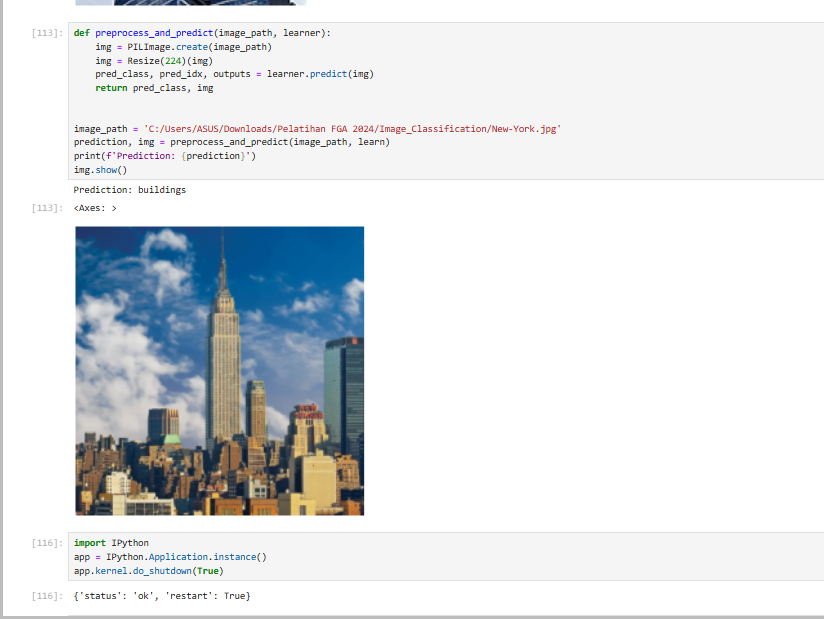 [113]: def preprocess_and_predict(image_path, learner):
    img = PILImage.create(image_path)
    img = Resize(224)(img)
    pred_class, pred_idx, outputs = learner.predict(img)
    return pred_class, img
image_path = 'C:/Users/ASUS/Downloads/Pelatihan FGA 2024/Image_Classification/New-York.jpg'
prediction, img = preprocess_and_predict(image_path, learn)
print(f'Prediction: {prediction}')
img.show()
Prediction: buildings
[113]: <Axes: >
[116]: import IPython
app = IPython.Application.instance()
app.kernel.do_shutdown(True)
[116]: {'status': 'ok', 'restart': True}